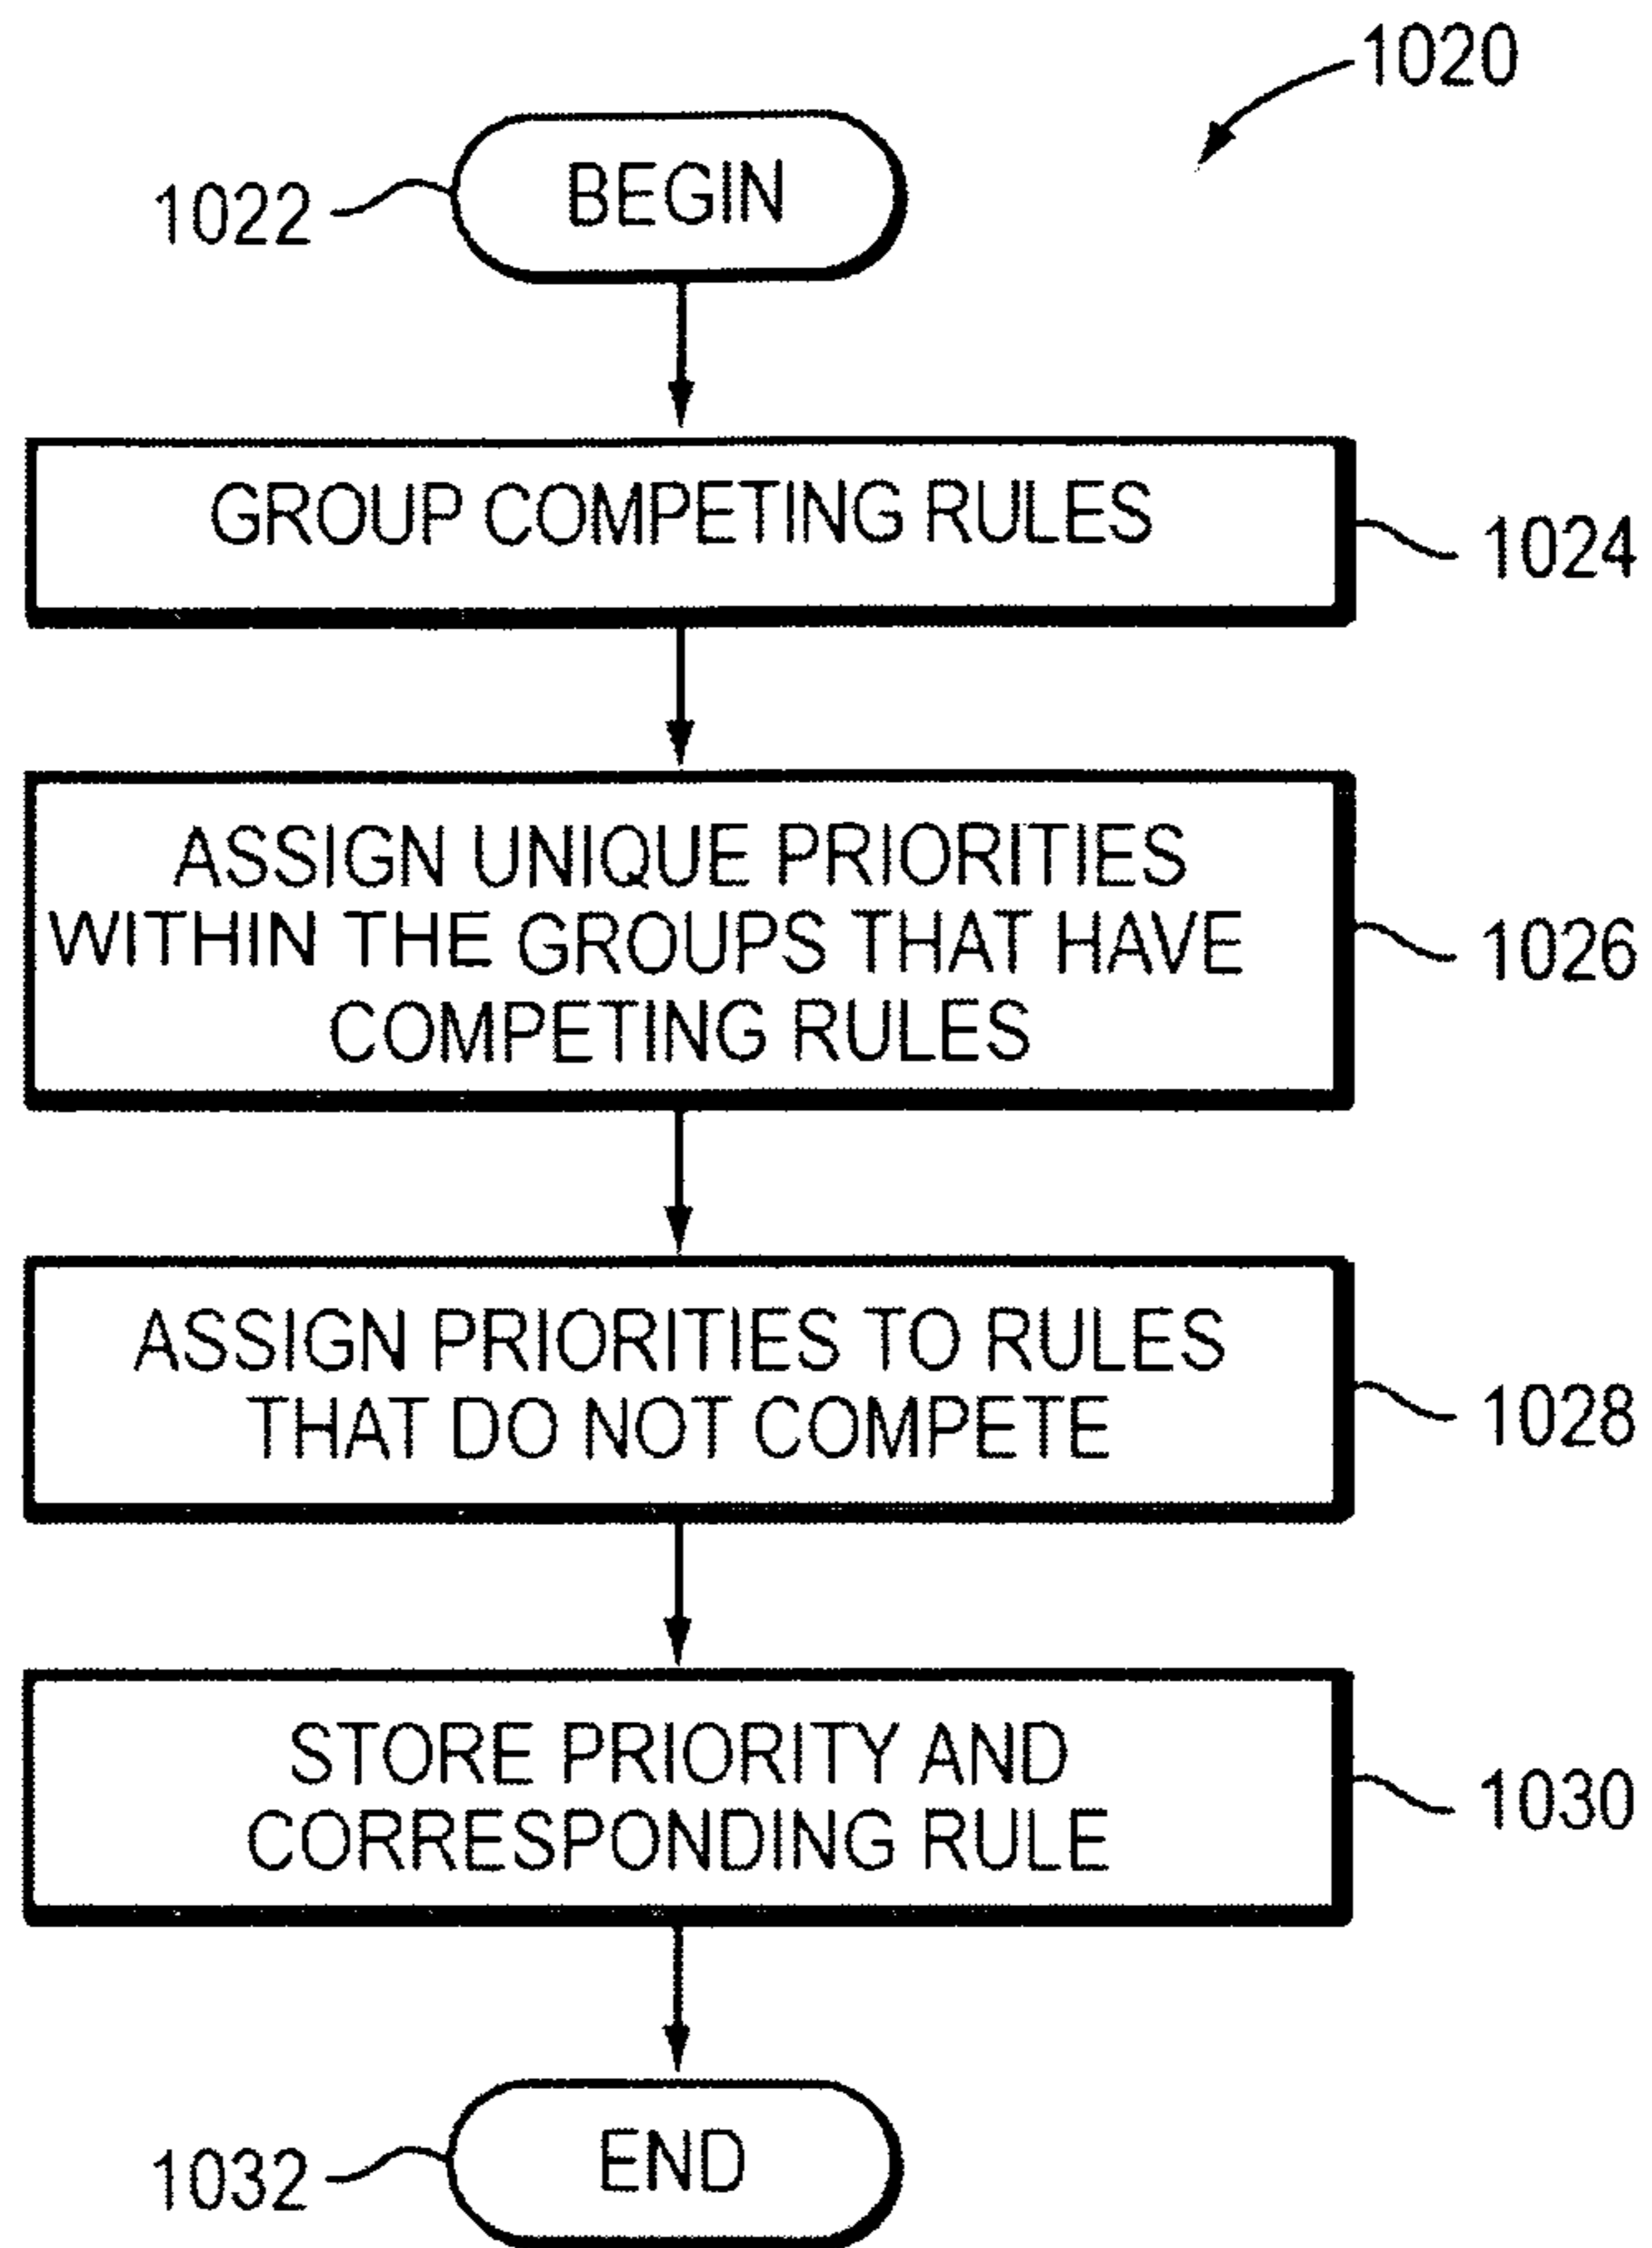 1020
1022
BEGIN
GROUP COMPETING RULES
1024
ASSIGN UNIQUE PRIORITIES
WITHIN THE GROUPS THAT HAVE
COMPETING RULES
1026
ASSIGN PRIORITIES TO RULES
THAT DO NOT COMPETE
1028
STORE PRIORITY AND
CORRESPONDING RULE
1030
1032
END